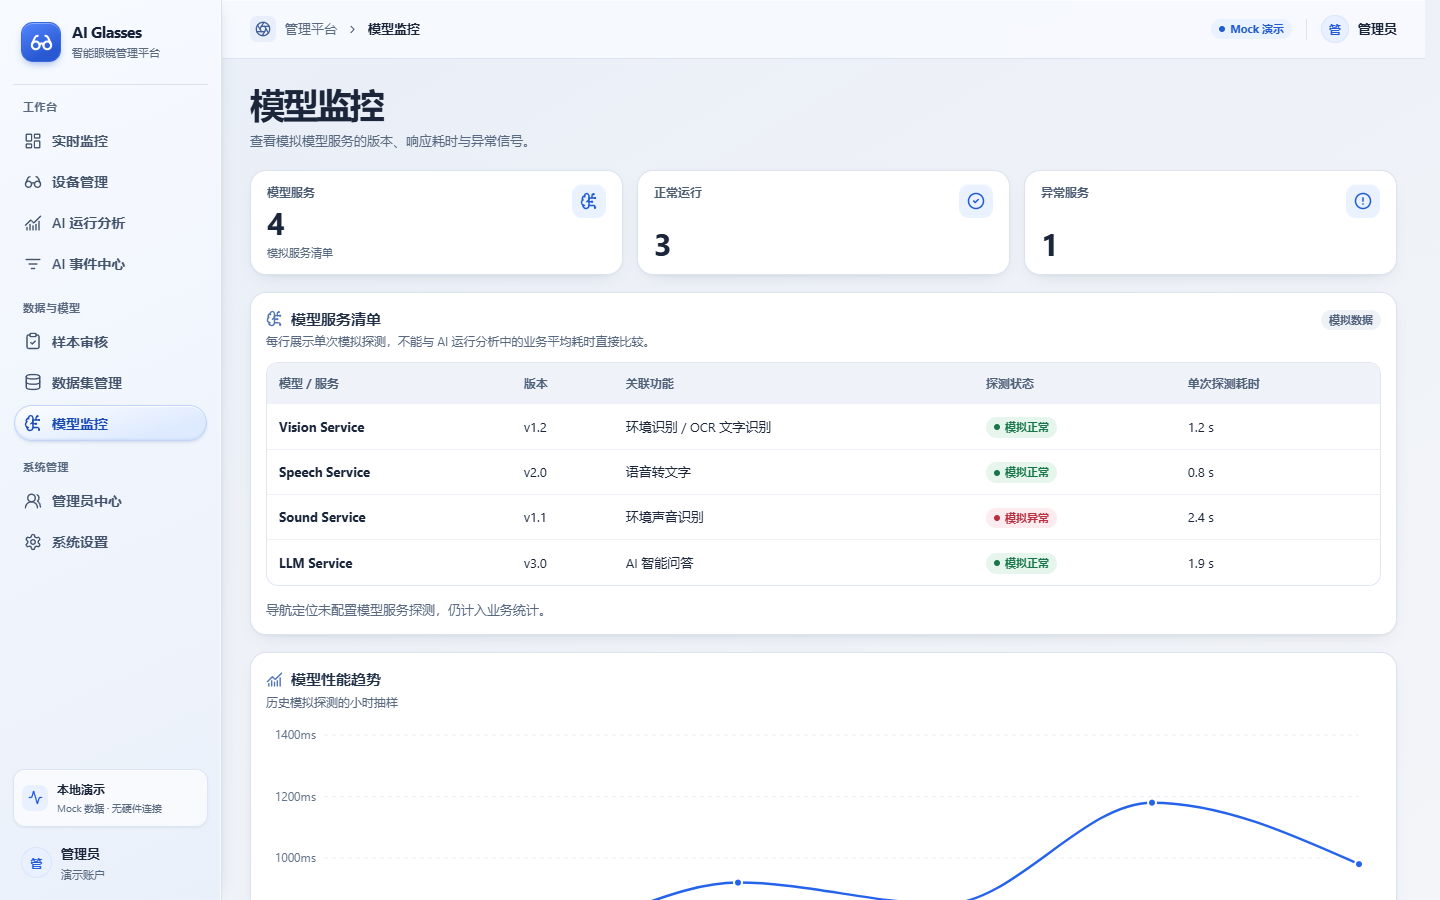 AI Glasses
智能眼镜管理平台
工作台
实时监控
设备管理
AI 运行分析
AI 事件中心
数据与模型
样本审核
数据集管理
模型监控
系统管理
管理员中心
系统设置
本地演示
Mock 数据 · 无硬件连接
管 管理员
演示账户
管理平台 > 模型监控
Mock 演示
管 管理员
模型监控
查看模拟模型服务的版本、响应耗时与异常信号。
模型服务
4
模拟服务清单
正常运行
3
异常服务
1
模型服务清单
模拟数据
每行展示单次模拟探测，不能与 AI 运行分析中的业务平均耗时直接比较。
模型 / 服务 版本 关联功能 探测状态 单次探测耗时
Vision Service v1.2 环境识别 / OCR 文字识别 模拟正常 1.2 s
Speech Service v2.0 语音转文字 模拟正常 0.8 s
Sound Service v1.1 环境声音识别 模拟异常 2.4 s
LLM Service v3.0 AI 智能问答 模拟正常 1.9 s
导航定位未配置模型服务探测，仍计入业务统计。
模型性能趋势
历史模拟探测的小时抽样
1400ms
1200ms
1000ms